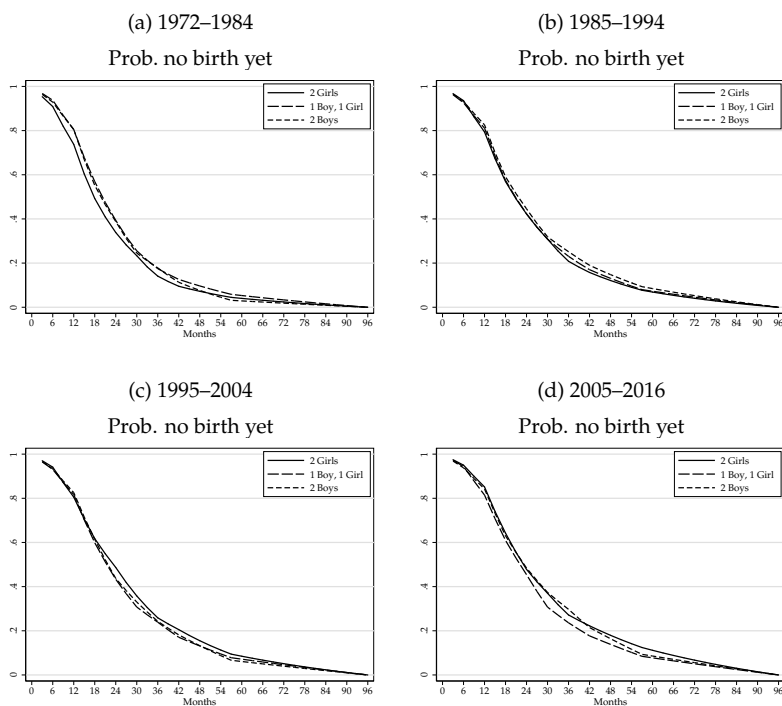 (a) 1972–1984
Prob. no birth yet
2 Girls
1 Boy, 1 Girl
2 Boys
1
.8
.6
.4
.2
0
0 6 12 18 24 30 36 42 48 54 60 66 72 78 84 90 96
Months
(b) 1985–1994
Prob. no birth yet
2 Girls
1 Boy, 1 Girl
2 Boys
1
.8
.6
.4
.2
0
0 6 12 18 24 30 36 42 48 54 60 66 72 78 84 90 96
Months
(c) 1995–2004
Prob. no birth yet
2 Girls
1 Boy, 1 Girl
2 Boys
1
.8
.6
.4
.2
0
0 6 12 18 24 30 36 42 48 54 60 66 72 78 84 90 96
Months
(d) 2005–2016
Prob. no birth yet
2 Girls
1 Boy, 1 Girl
2 Boys
1
.8
.6
.4
.2
0
0 6 12 18 24 30 36 42 48 54 60 66 72 78 84 90 96
Months